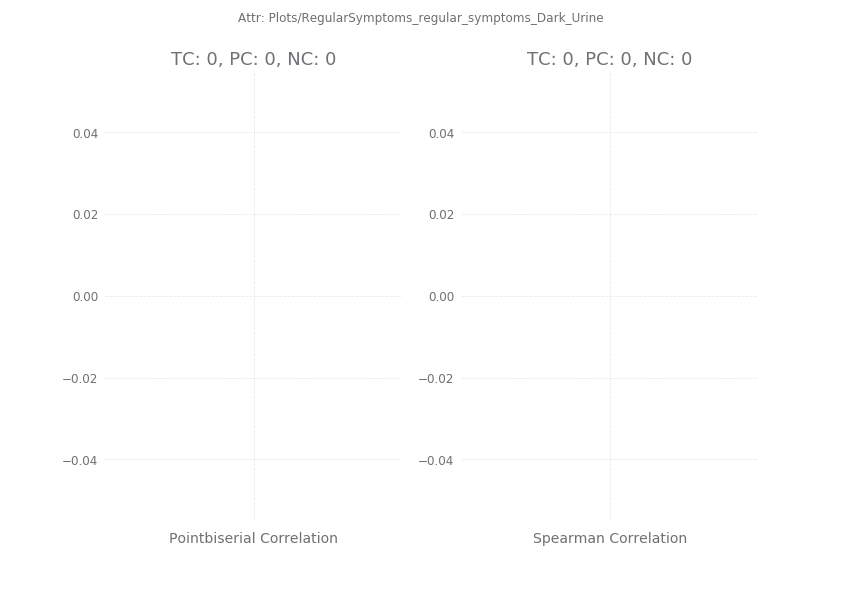 Attr: Plots/RegularSymptoms_regular_symptoms_Dark_Urine
TC: 0, PC: 0, NC: 0
0.04
0.02
0.00
−0.02
−0.04
Pointbiserial Correlation
TC: 0, PC: 0, NC: 0
0.04
0.02
0.00
−0.02
−0.04
Spearman Correlation